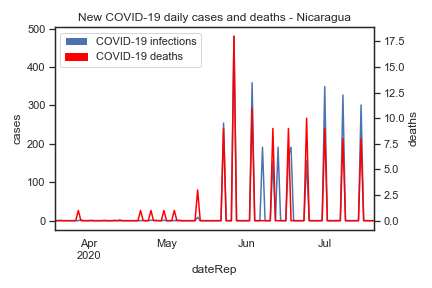 New COVID-19 daily cases and deaths - Nicaragua
COVID-19 infections
COVID-19 deaths
500
400
300
200
100
0
cases
17.5
15.0
12.5
10.0
7.5
5.0
2.5
0.0
deaths
Apr
2020
May
Jun
Jul
dateRep